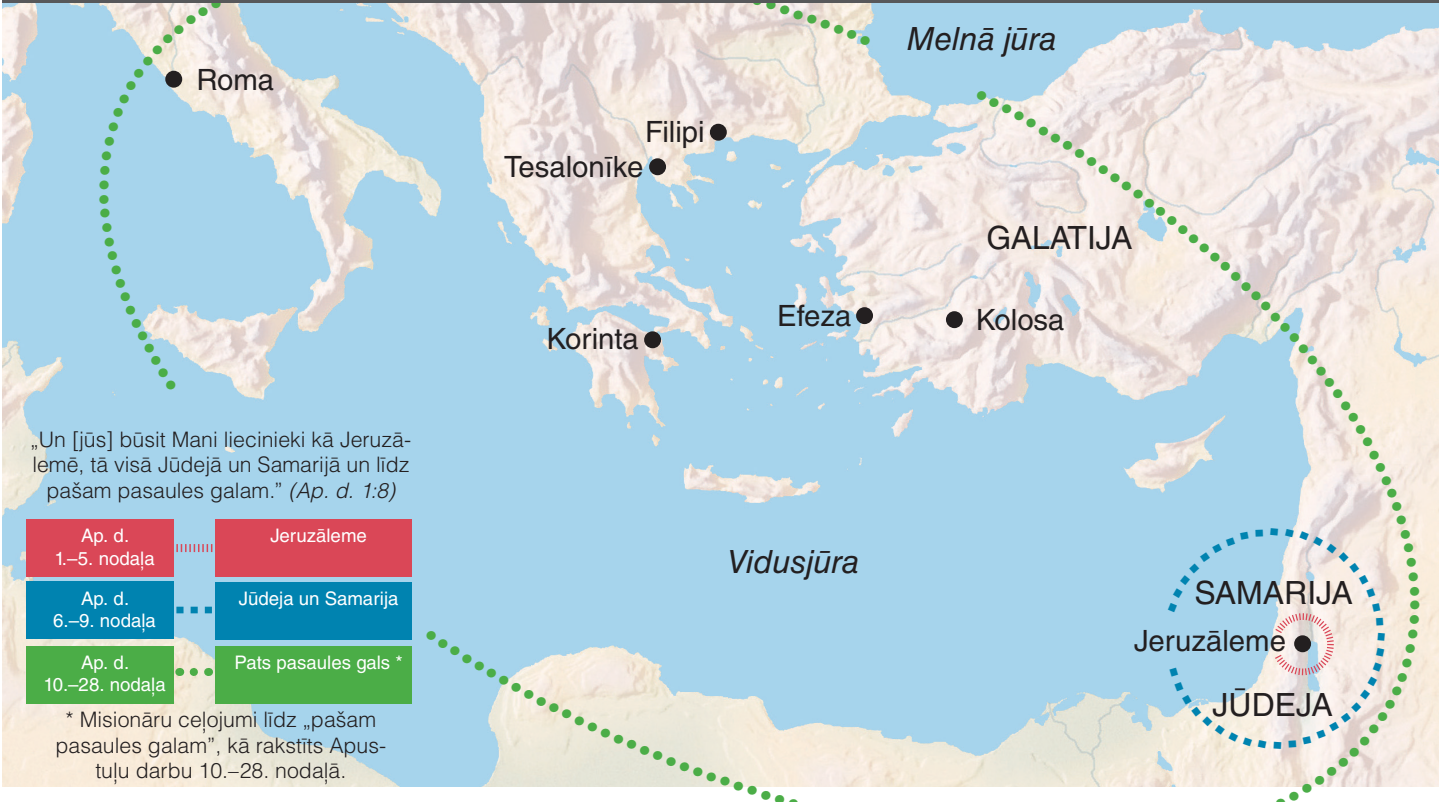 Melnā jūra
Roma
Filipi
Tesalonīke
GALATIJA
Efeza
Kolosa
Korinta
„Un [jūs] būsit Mani liecinieki kā Jeruzā-
lemē, tā visā Jūdejā un Samarijā un līdz
pašam pasaules galam.” (Ap. d. 1:8)
Ap. d.
1.–5. nodaļa
Jeruzāleme
Ap. d.
6.–9. nodaļa
Jūdeja un Samarija
Ap. d.
10.–28. nodaļa
Pats pasaules gals *
* Misionāru ceļojumi līdz „pašam
pasaules galam”, kā rakstīts Apus-
tuļu darbu 10.–28. nodaļā.
Vidusjūra
SAMARIJA
Jeruzāleme
JŪDEJA